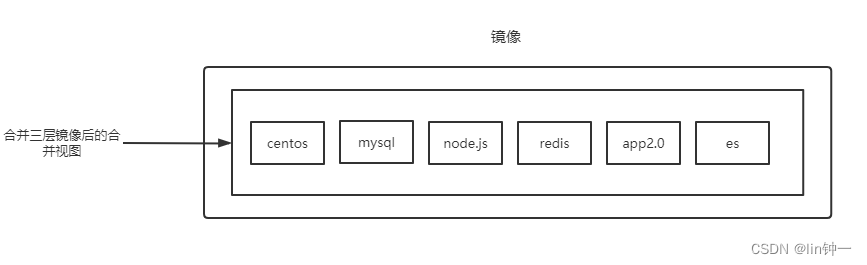 镜像
合并三层镜像后的合
并视图
centos
mysql
node.js
redis
app2.0
es
CSDN @lin钟一